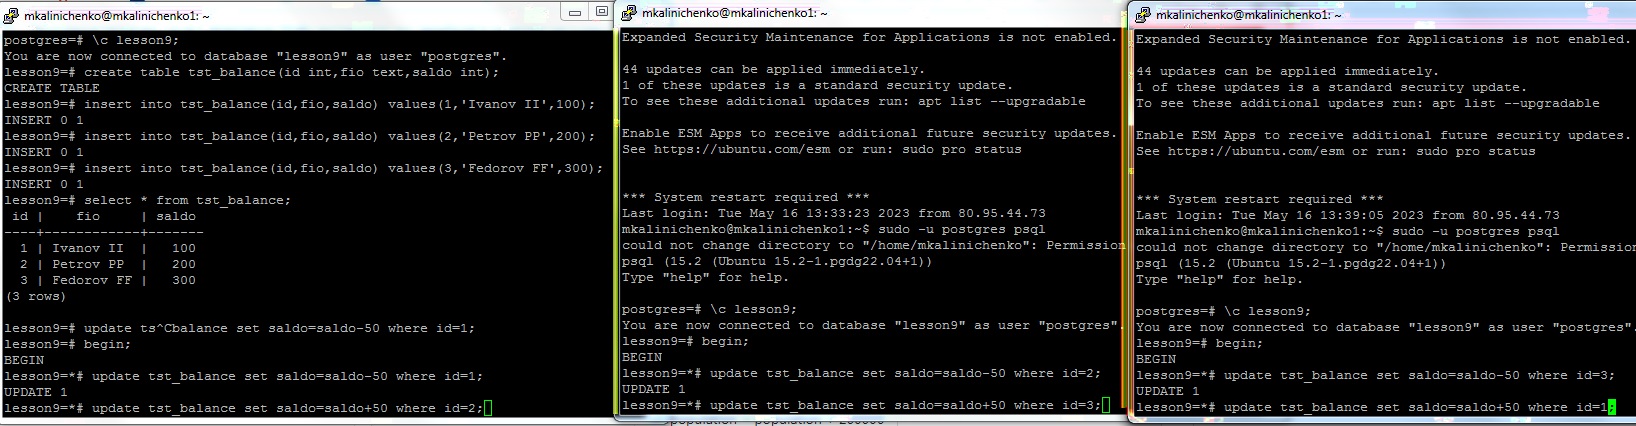 mkalinichenko@mkalinichenko1: ~
postgres=# \c lesson9;
You are now connected to database "lesson9" as user "postgres".
lesson9=# create table tst_balance(id int,fio text,saldo int);
CREATE TABLE
lesson9=# insert into tst_balance(id,fio,saldo) values(1,'Ivanov II',100);
INSERT 0 1
lesson9=# insert into tst_balance(id,fio,saldo) values(2,'Petrov PP',200);
INSERT 0 1
lesson9=# insert into tst_balance(id,fio,saldo) values(3,'Fedorov FF',300);
INSERT 0 1
lesson9=# select * from tst_balance;
 id |    fio     | saldo
----+------------+-------
  1 | Ivanov II  |   100
  2 | Petrov PP  |   200
  3 | Fedorov FF |   300
(3 rows)
lesson9=# update ts^Cbalance set saldo=saldo-50 where id=1;
lesson9=# begin;
BEGIN
lesson9=*# update tst_balance set saldo=saldo-50 where id=1;
UPDATE 1
lesson9=*# update tst_balance set saldo=saldo+50 where id=2;
mkalinichenko@mkalinichenko1: ~
Expanded Security Maintenance for Applications is not enabled.
44 updates can be applied immediately.
1 of these updates is a standard security update.
To see these additional updates run: apt list --upgradable
Enable ESM Apps to receive additional future security updates.
See https://ubuntu.com/esm or run: sudo pro status
*** System restart required ***
Last login: Tue May 16 13:33:23 2023 from 80.95.44.73
mkalinichenko@mkalinichenko1:~$ sudo -u postgres psql
could not change directory to "/home/mkalinichenko": Permission
psql (15.2 (Ubuntu 15.2-1.pgdg22.04+1))
Type "help" for help.
postgres=# \c lesson9;
You are now connected to database "lesson9" as user "postgres".
lesson9=# begin;
BEGIN
lesson9=*# update tst_balance set saldo=saldo-50 where id=2;
UPDATE 1
lesson9=*# update tst_balance set saldo=saldo+50 where id=3;
mkalinichenko@mkalinichenko1: ~
Expanded Security Maintenance for Applications is not enabled.
44 updates can be applied immediately.
1 of these updates is a standard security update.
To see these additional updates run: apt list --upgradable
Enable ESM Apps to receive additional future security updates.
See https://ubuntu.com/esm or run: sudo pro status
*** System restart required ***
Last login: Tue May 16 13:39:05 2023 from 80.95.44.73
mkalinichenko@mkalinichenko1:~$ sudo -u postgres psql
could not change directory to "/home/mkalinichenko": Permissio
psql (15.2 (Ubuntu 15.2-1.pgdg22.04+1))
Type "help" for help.
postgres=# \c lesson9;
You are now connected to database "lesson9" as user "postgres"
lesson9=# begin;
BEGIN
lesson9=*# update tst_balance set saldo=saldo-50 where id=3;
UPDATE 1
lesson9=*# update tst_balance set saldo=saldo+50 where id=1;